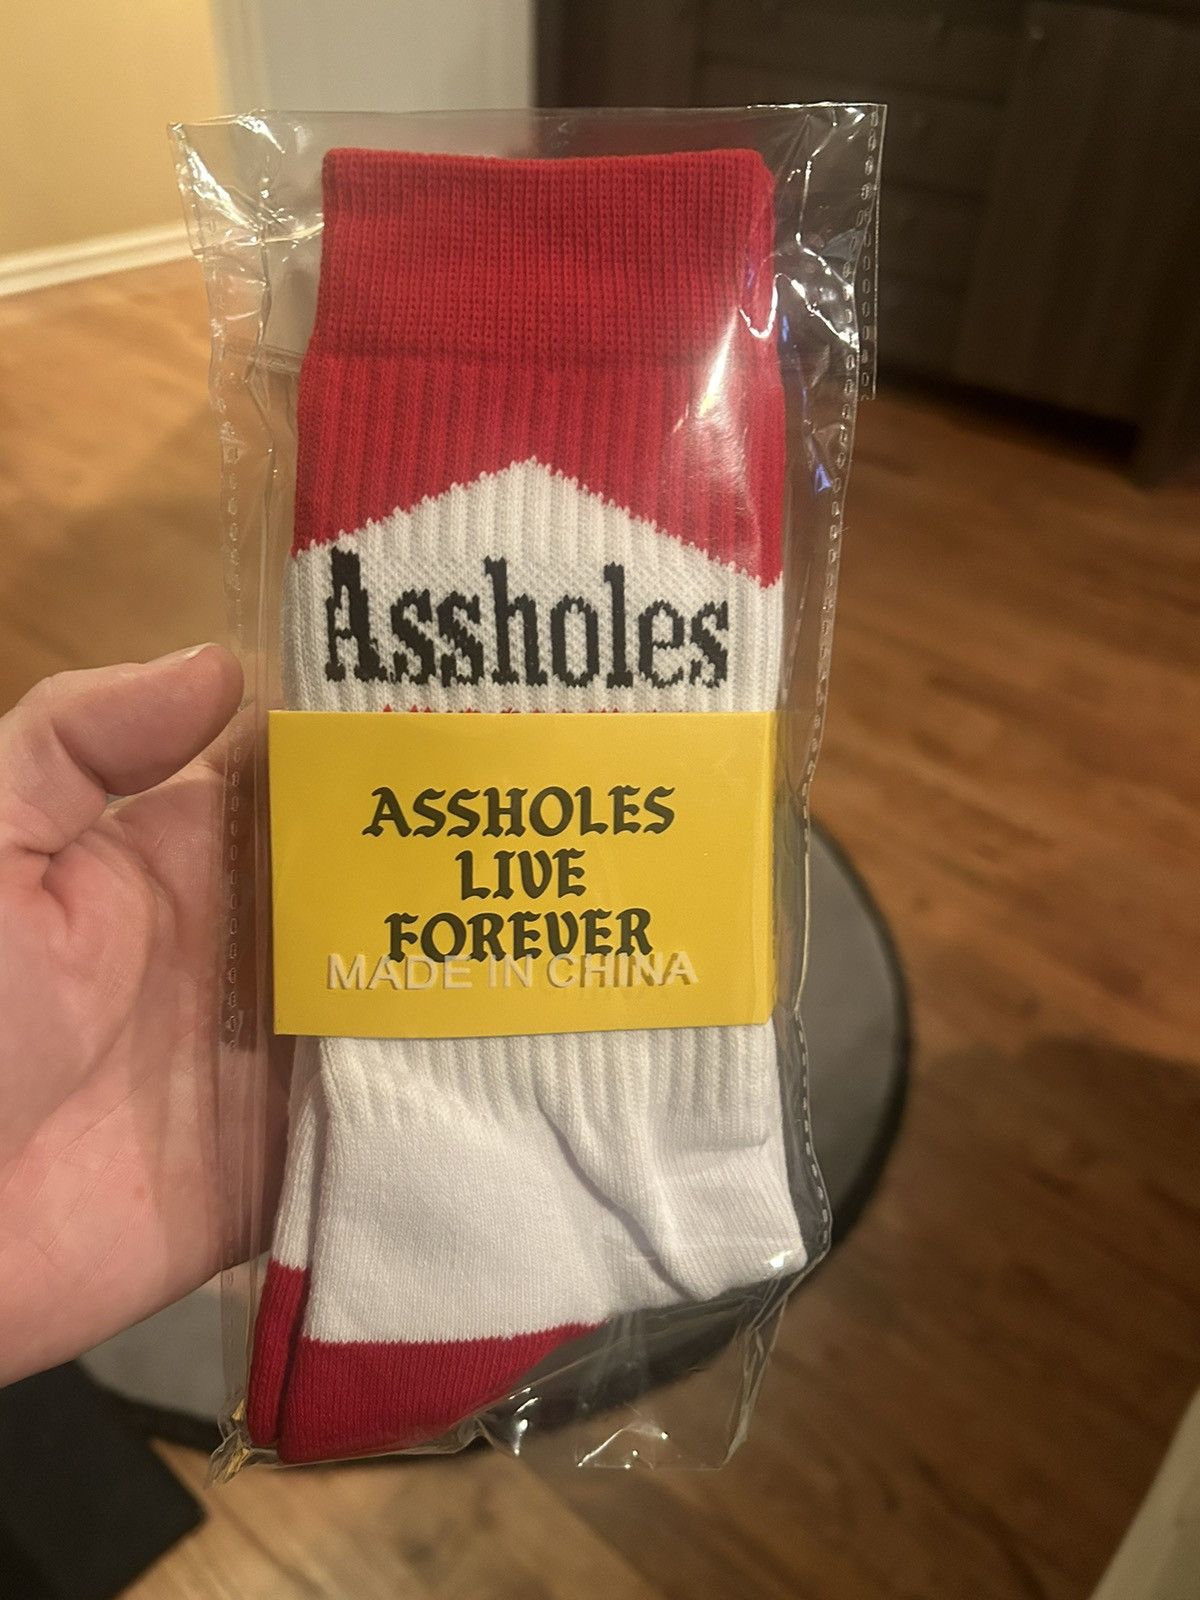 Assholes
ASSHOLES
LIVE
FOREVER
MADE IN CHINA